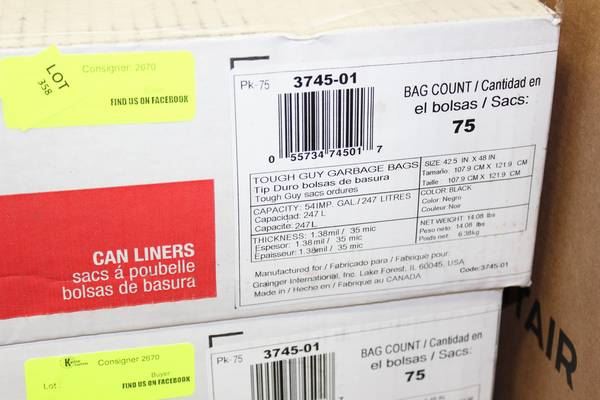 LOT
358
Consigner 2670
FIND US ON FACEBOOK
CAN LINERS
sacs á poubelle
bolsas de basura
Pk-75
3745-01
0 55734 74501 7
BAG COUNT / Cantidad en
el bolsas / Sacs:
75
TOUGH GUY GARBAGE BAGS
Tip Duro bolsas de basura
Tough Guy sacs ordures
CAPACITY: 54IMP. GAL./ 247 LITRES
Capacidad: 247 L
Capacite: 247 L
THICKNESS: 1.38mil / 35 mic
Espesor: 1.38 mil / 35 mic
Epaisseur: 1.38mil / 35 mic
SIZE: 42.5 IN X 48 IN
Tamaño: 107.9 CM X 121.9 CM
Taille 107.9 CM X 121.9 CM
COLOR: BLACK
Color: Negro
Couleur: Noir
NET WEIGHT: 14.08 lbs
Peso neto: 14.08 lbs
Poids net: 6.38kg
Manufactured for / Fabricado para / Fabrique pour:
Grainger International, Inc. Lake Forest, IL 60045, USA
Made in / Hecho en / Fabrique au CANADA
Code:3745-01
AIR
Consigner 2670
Buyer
Lot:
FIND US ON FACEBOOK
Pk-75
3745-01
BAG COUNT / Cantidad en
el bolsas / Sacs:
75